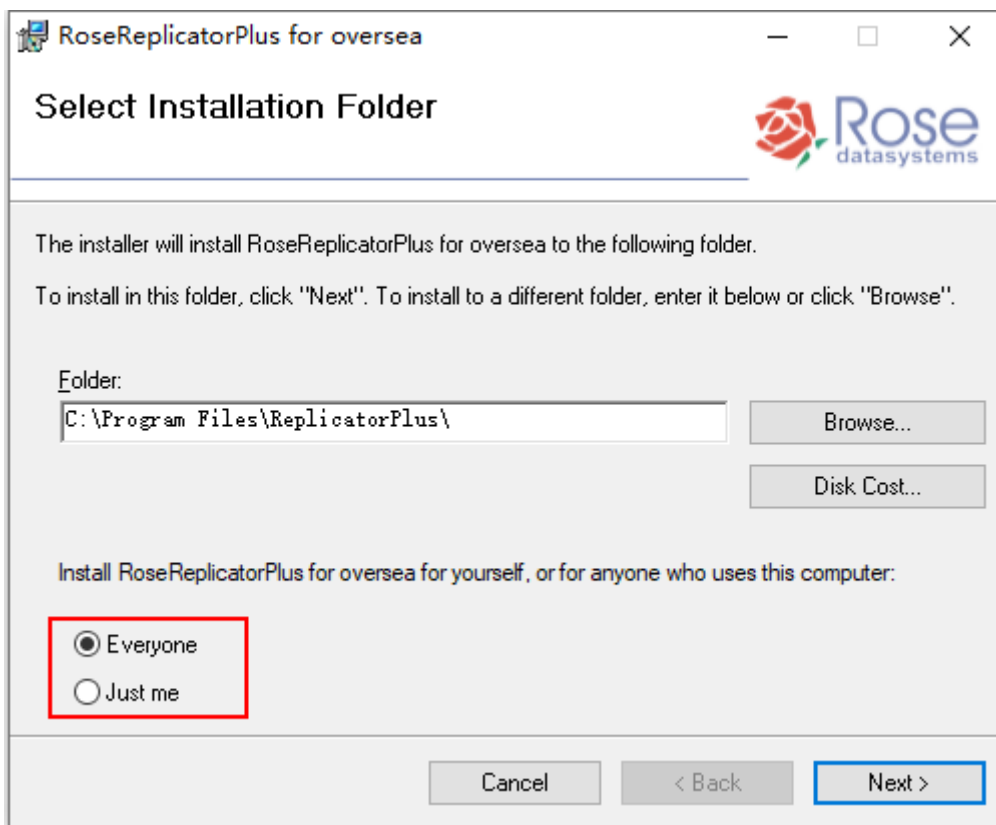 RoseReplicatorPlus for oversea
Select Installation Folder
Rose
datasystems
The installer will install RoseReplicatorPlus for oversea to the following folder.
To install in this folder, click "Next". To install to a different folder, enter it below or click "Browse".
Folder:
C:\Program Files\ReplicatorPlus\
Browse...
Disk Cost...
Install RoseReplicatorPlus for oversea for yourself, or for anyone who uses this computer:
Everyone
Just me
Cancel
< Back
Next >